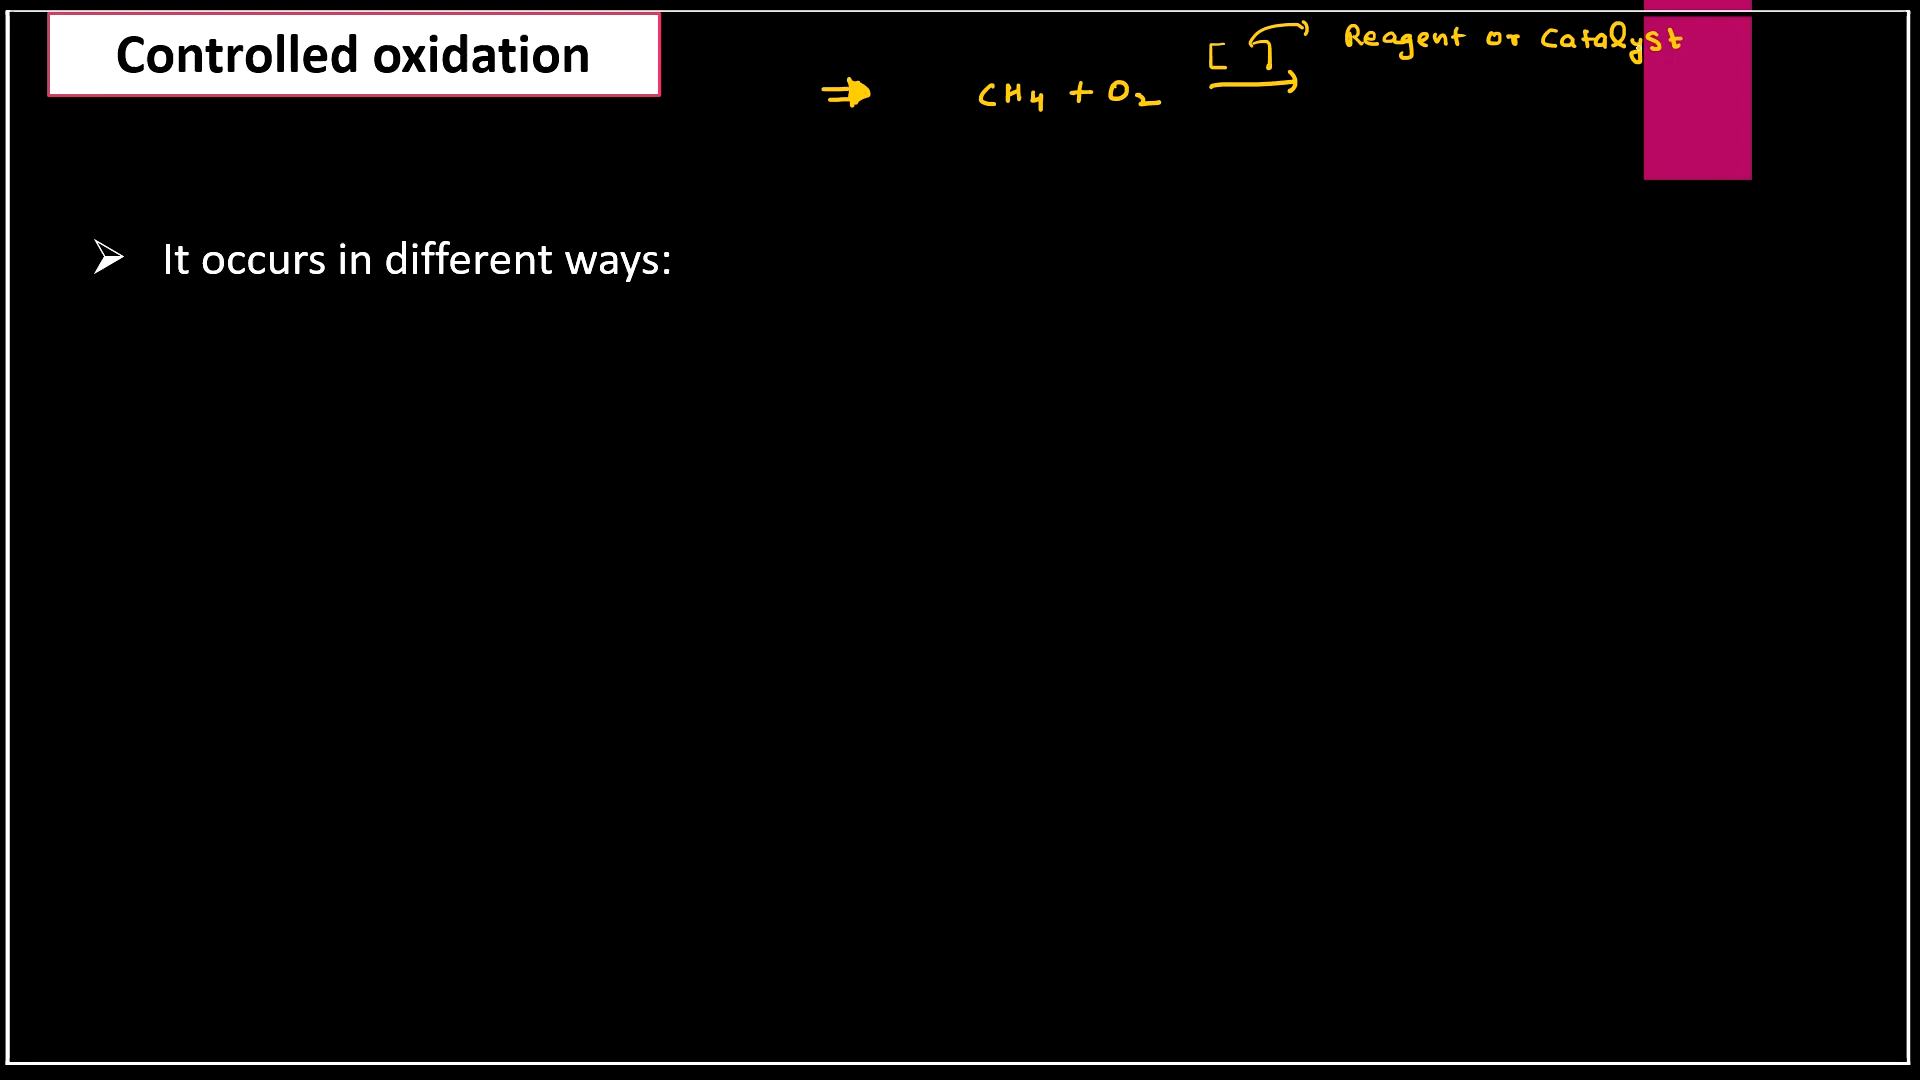 Controlled oxidation
⇒ CH4 + O2 [ ] → Reagent or Catalyst
➢ It occurs in different ways: